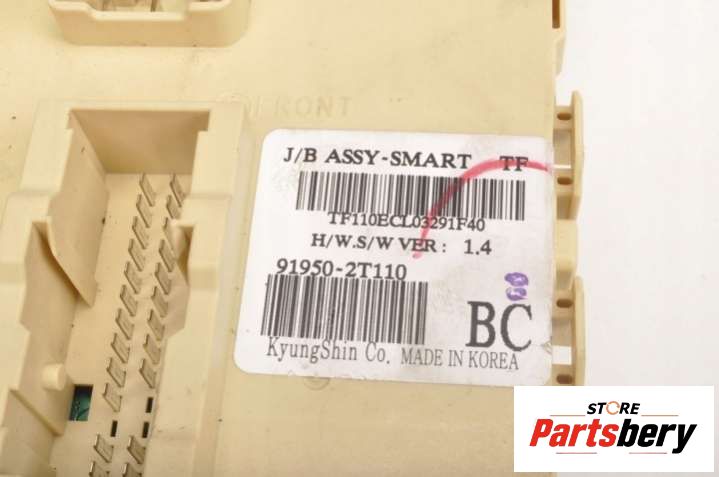 FRONT
J/B ASSY-SMART TF
TF110ECL03291F40
H/W.S/W VER : 1.4
91950-2T110
BC
KyungShin Co. MADE IN KOREA
STORE
Partsbery